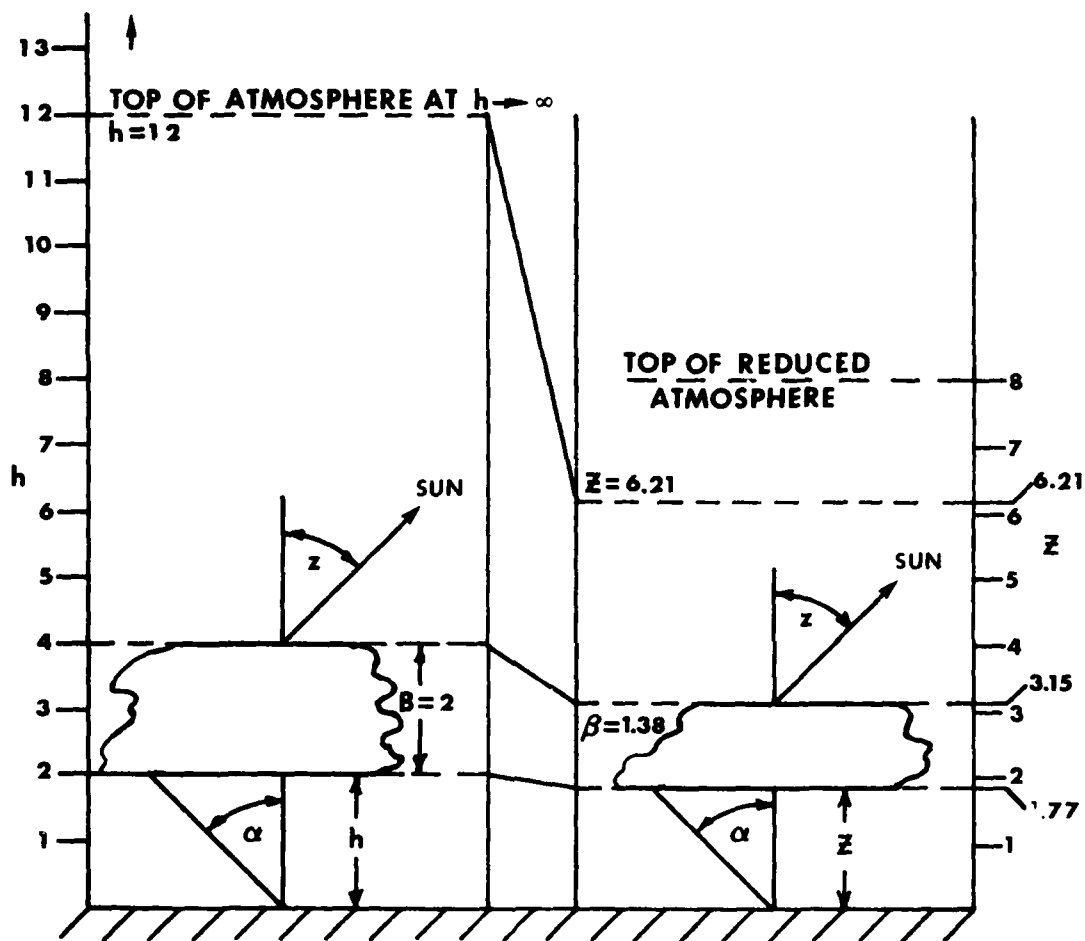 13
TOP OF ATMOSPHERE AT h → ∞
12
h=12
11
10
9
8
7
h
6
5
4
3
2
1
SUN
z
B=2
α
h
TOP OF REDUCED
ATMOSPHERE
Ƶ=6.21
SUN
z
β=1.38
α
Ƶ
8
7
6.21
6
Ƶ
5
4
3.15
3
2
1.77
1